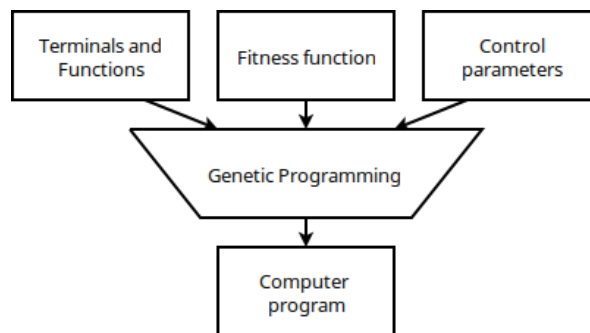 Terminals and
Functions
Fitness function
Control
parameters
Genetic Programming
Computer
program